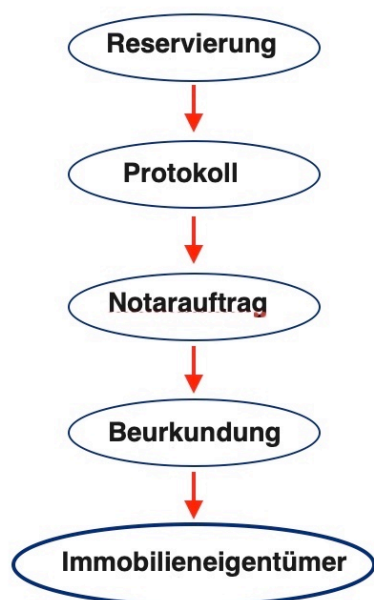 Reservierung
Protokoll
Notarauftrag
Beurkundung
Immobilieneigentümer